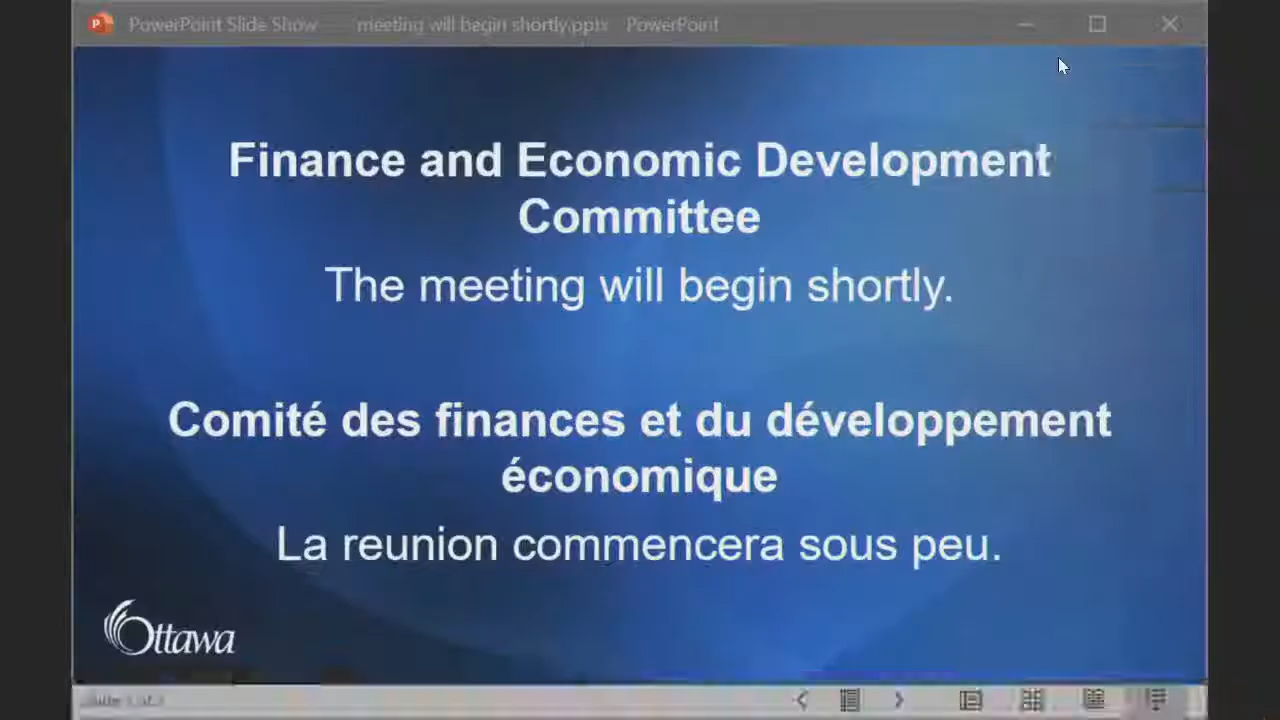 PowerPoint Slide Show meeting will begin shortly.pptx PowerPoint
Finance and Economic Development
Committee
The meeting will begin shortly.
Comité des finances et du développement
économique
La reunion commencera sous peu.
Ottawa